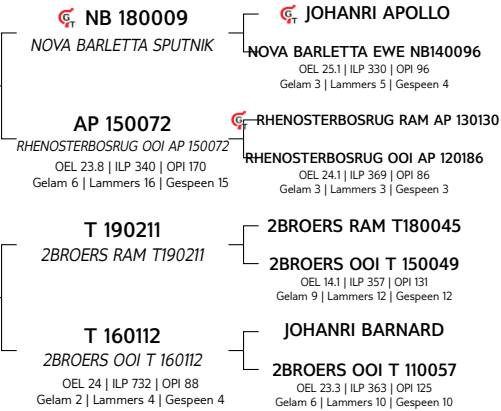 NB 180009
NOVA BARLETTA SPUTNIK
AP 150072
RHENOSTERBOSRUG OOI AP 150072
OEL 23.8 | ILP 340 | OPI 170
Gelam 6 | Lammers 16 | Gespeen 15
T 190211
2BROERS RAM T190211
T 160112
2BROERS OOI T 160112
OEL 24 | ILP 732 | OPI 88
Gelam 2 | Lammers 4 | Gespeen 4
JOHANRI APOLLO
NOVA BARLETTA EWE NB140096
OEL 25.1 | ILP 330 | OPI 96
Gelam 3 | Lammers 5 | Gespeen 4
RHENOSTERBOSRUG RAM AP 130130
RHENOSTERBOSRUG OOI AP 120186
OEL 24.1 | ILP 369 | OPI 86
Gelam 3 | Lammers 3 | Gespeen 3
2BROERS RAM T180045
2BROERS OOI T 150049
OEL 14.1 | ILP 357 | OPI 131
Gelam 9 | Lammers 12 | Gespeen 12
JOHANRI BARNARD
2BROERS OOI T 110057
OEL 23.3 | ILP 363 | OPI 125
Gelam 6 | Lammers 10 | Gespeen 10